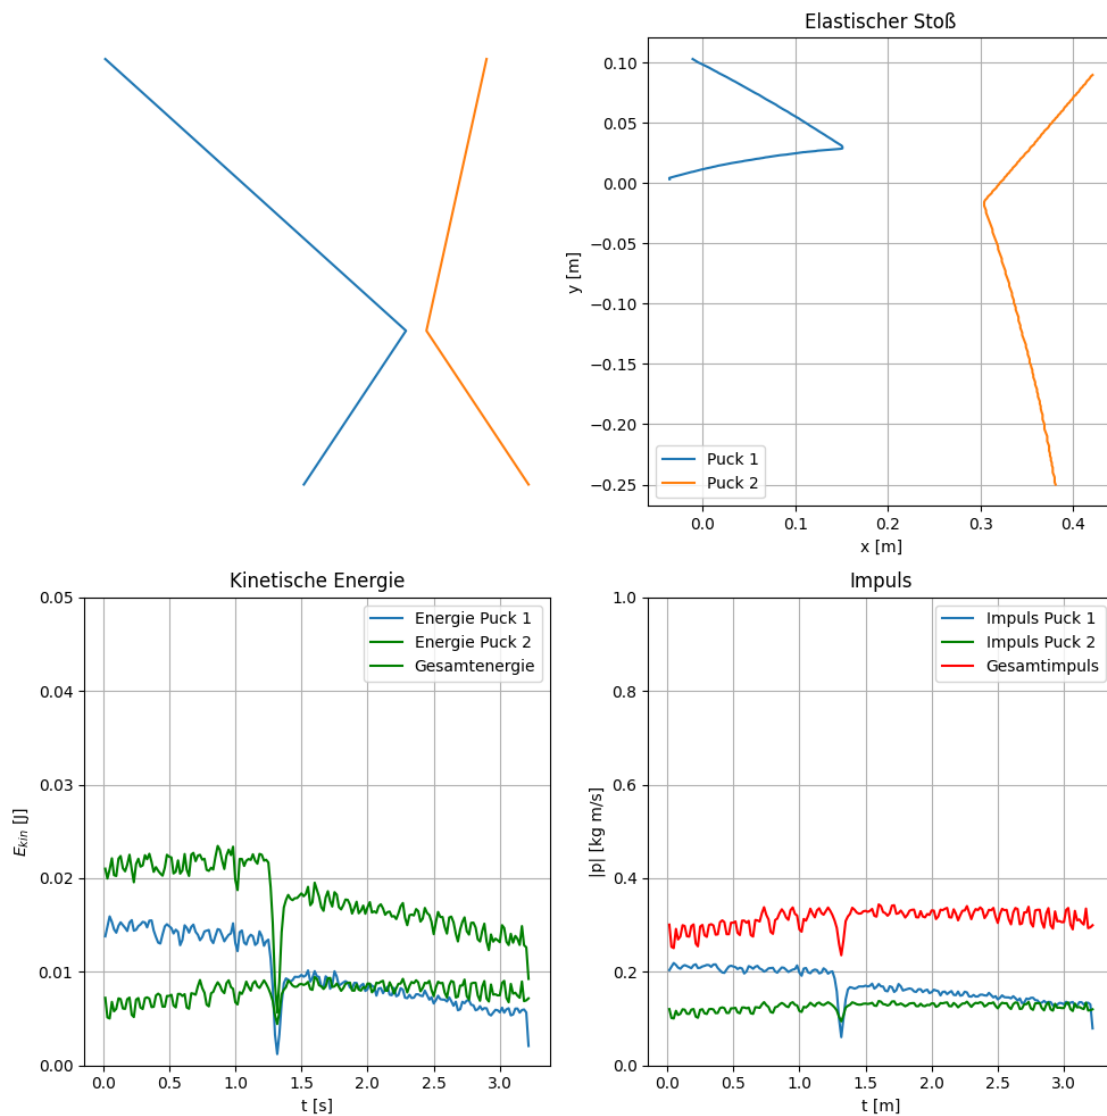 Elastischer Stoß
y [m]
0.10
0.05
0.00
−0.05
−0.10
−0.15
−0.20
−0.25
Puck 1
Puck 2
0.0 0.1 0.2 0.3 0.4
x [m]
Kinetische Energie
E_kin [J]
0.05
0.04
0.03
0.02
0.01
0.00
Energie Puck 1
Energie Puck 2
Gesamtenergie
0.0 0.5 1.0 1.5 2.0 2.5 3.0
t [s]
Impuls
|p| [kg m/s]
1.0
0.8
0.6
0.4
0.2
0.0
Impuls Puck 1
Impuls Puck 2
Gesamtimpuls
0.0 0.5 1.0 1.5 2.0 2.5 3.0
t [m]